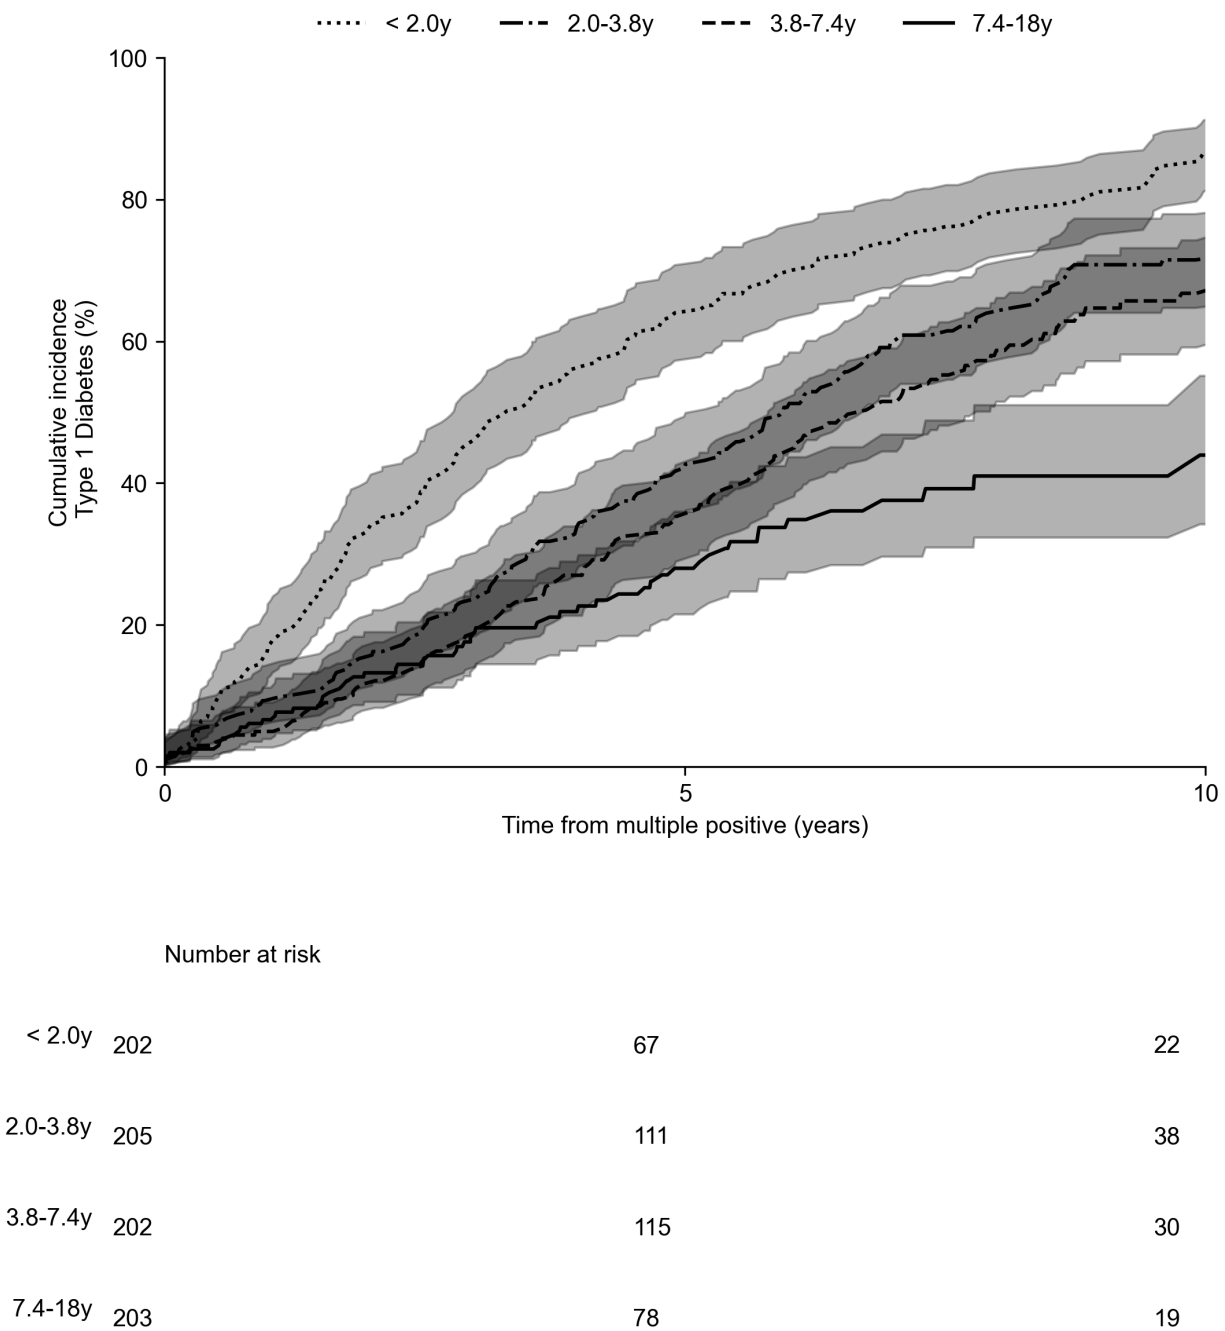 < 2.0y 2.0-3.8y 3.8-7.4y 7.4-18y
100
80
60
40
20
0
Cumulative incidence
Type 1 Diabetes (%)
0 5 10
Time from multiple positive (years)
Number at risk
< 2.0y 202 67 22
2.0-3.8y 205 111 38
3.8-7.4y 202 115 30
7.4-18y 203 78 19